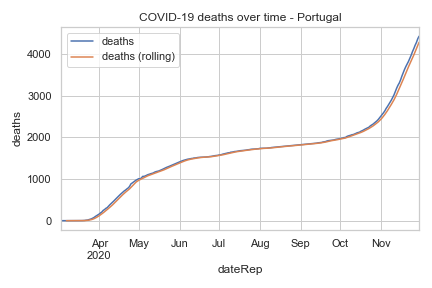 COVID-19 deaths over time - Portugal
deaths
deaths (rolling)
4000
3000
2000
1000
0
deaths
Apr May Jun Jul Aug Sep Oct Nov
2020
dateRep